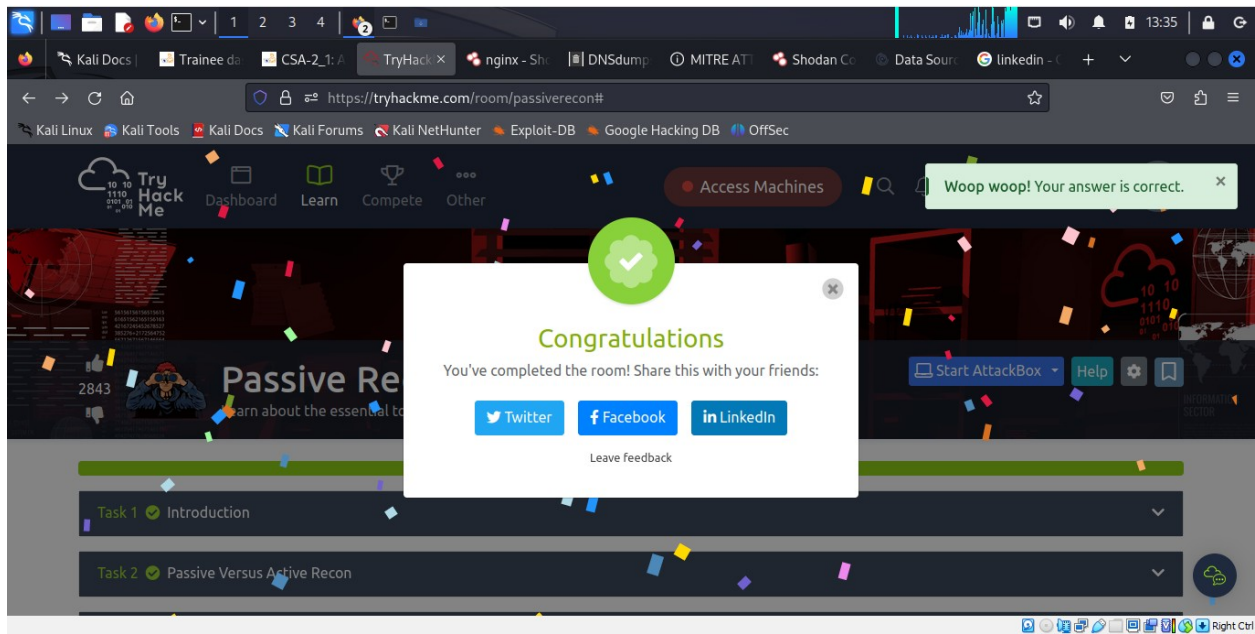 1 2 3 4 2 13:35
Kali Docs Trainee da CSA-2_1: A TryHack nginx - Sho DNSdump MITRE AT Shodan Co Data Sourc linkedin -
https://tryhackme.com/room/passiverecon#
Kali Linux Kali Tools Kali Docs Kali Forums Kali NetHunter Exploit-DB Google Hacking DB OffSec
Try Hack Me
Dashboard Learn Compete Other Access Machines
Woop woop! Your answer is correct.
Congratulations
You've completed the room! Share this with your friends:
Twitter Facebook LinkedIn
Leave feedback
2843
Passive Re
Learn about the essential to
Start AttackBox Help
INFORMATION
SECTOR
Task 1 Introduction
Task 2 Passive Versus Active Recon
Right Ctrl